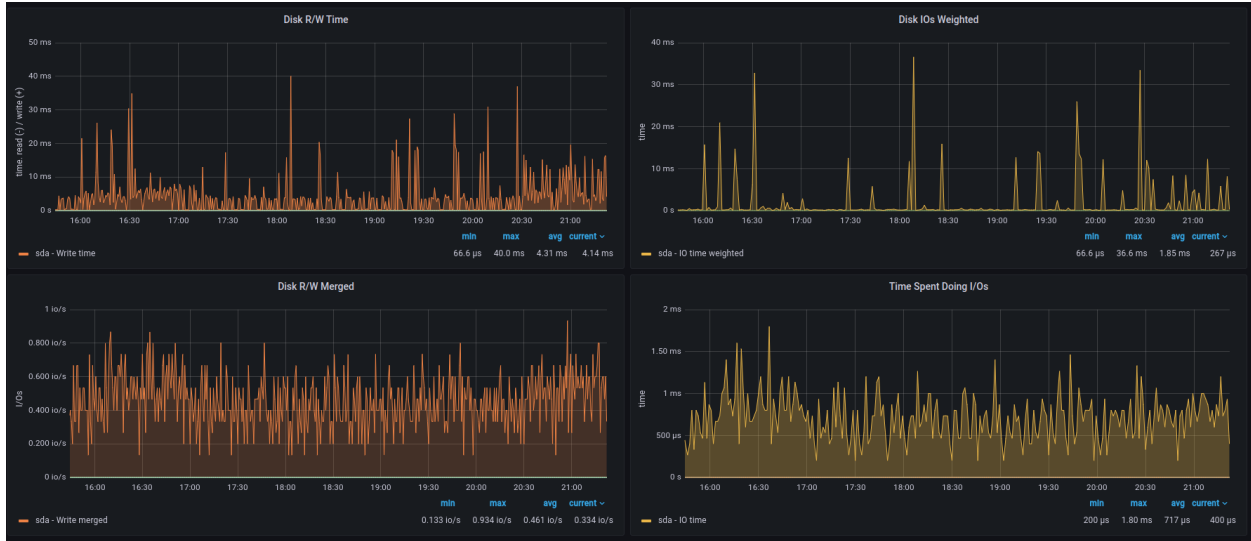 Disk R/W Time
50 ms
40 ms
30 ms
20 ms
10 ms
0 s
time. read (-) / write (+)
16:00 16:30 17:00 17:30 18:00 18:30 19:00 19:30 20:00 20:30 21:00
min max avg current
sda - Write time 66.6 µs 40.0 ms 4.31 ms 4.14 ms
Disk IOs Weighted
40 ms
30 ms
20 ms
10 ms
0 s
time
16:00 16:30 17:00 17:30 18:00 18:30 19:00 19:30 20:00 20:30 21:00
min max avg current
sda - IO time weighted 66.6 µs 36.6 ms 1.85 ms 267 µs
Disk R/W Merged
1 io/s
0.800 io/s
0.600 io/s
0.400 io/s
0.200 io/s
0 io/s
I/Os
16:00 16:30 17:00 17:30 18:00 18:30 19:00 19:30 20:00 20:30 21:00
min max avg current
sda - Write merged 0.133 io/s 0.934 io/s 0.461 io/s 0.334 io/s
Time Spent Doing I/Os
2 ms
1.50 ms
1 ms
500 µs
0 s
time
16:00 16:30 17:00 17:30 18:00 18:30 19:00 19:30 20:00 20:30 21:00
min max avg current
sda - IO time 200 µs 1.80 ms 717 µs 400 µs